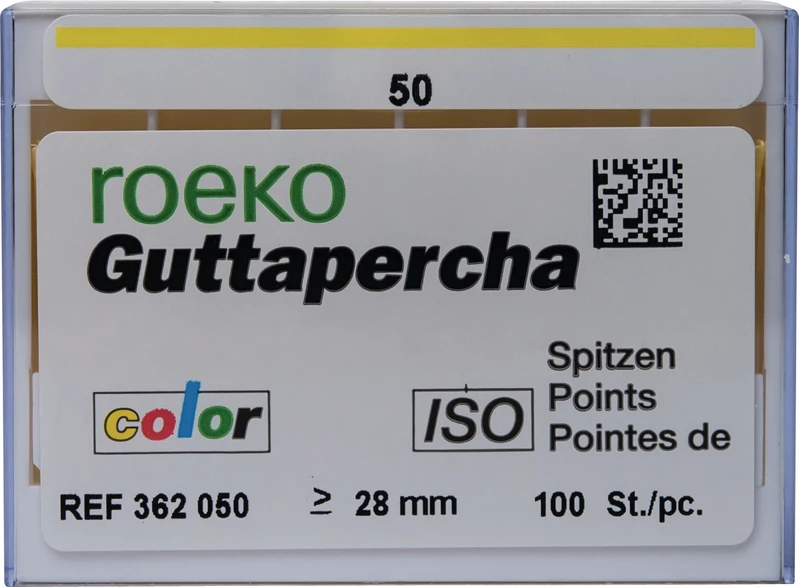 50
roeko
Guttapercha
Spitzen
Points
Pointes de
color
ISO
REF 362 050 ≥ 28 mm 100 St./pc.